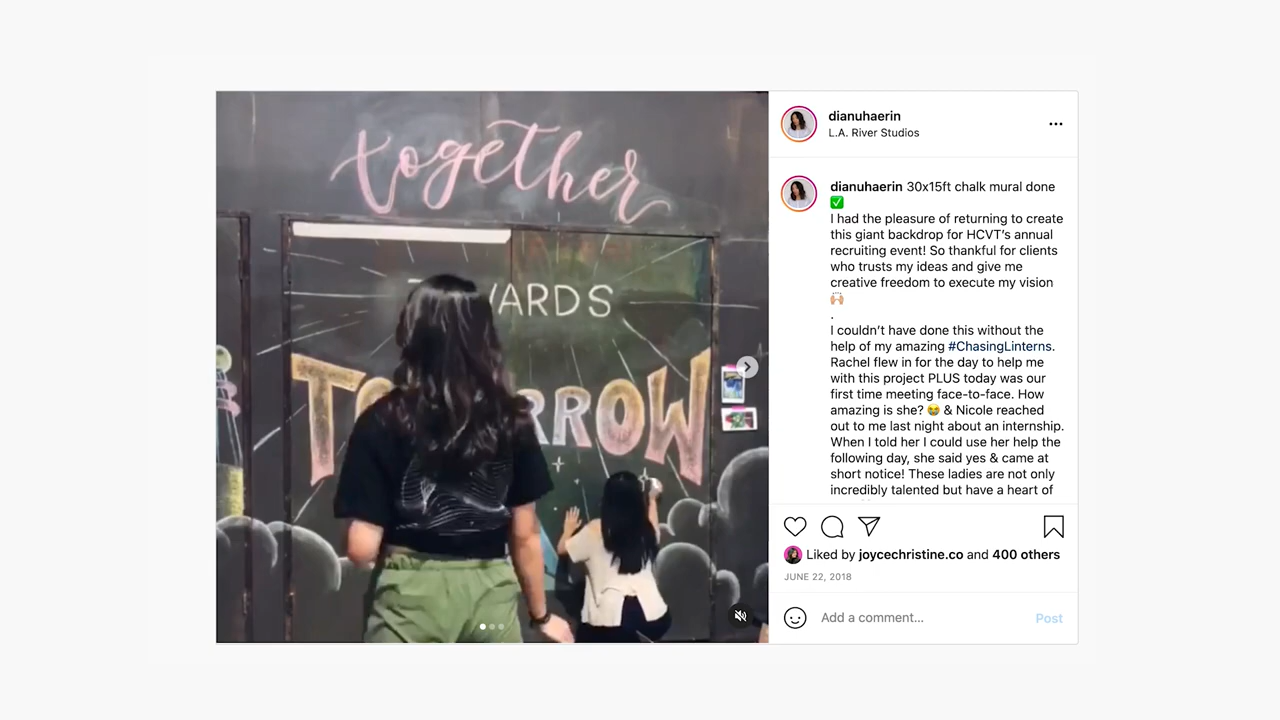 together
WARDS
TOMORROW
dianuhaerin
L.A. River Studios
dianuhaerin 30x15ft chalk mural done
✅
I had the pleasure of returning to create
this giant backdrop for HCVT's annual
recruiting event! So thankful for clients
who trusts my ideas and give me
creative freedom to execute my vision
🙌🏼
.
I couldn't have done this without the
help of my amazing #ChasingLinterns.
Rachel flew in for the day to help me
with this project PLUS today was our
first time meeting face-to-face. How
amazing is she? 😭 & Nicole reached
out to me last night about an internship.
When I told her I could use her help the
following day, she said yes & came at
short notice! These ladies are not only
incredibly talented but have a heart of
Liked by joycechristine.co and 400 others
JUNE 22, 2018
Add a comment... Post